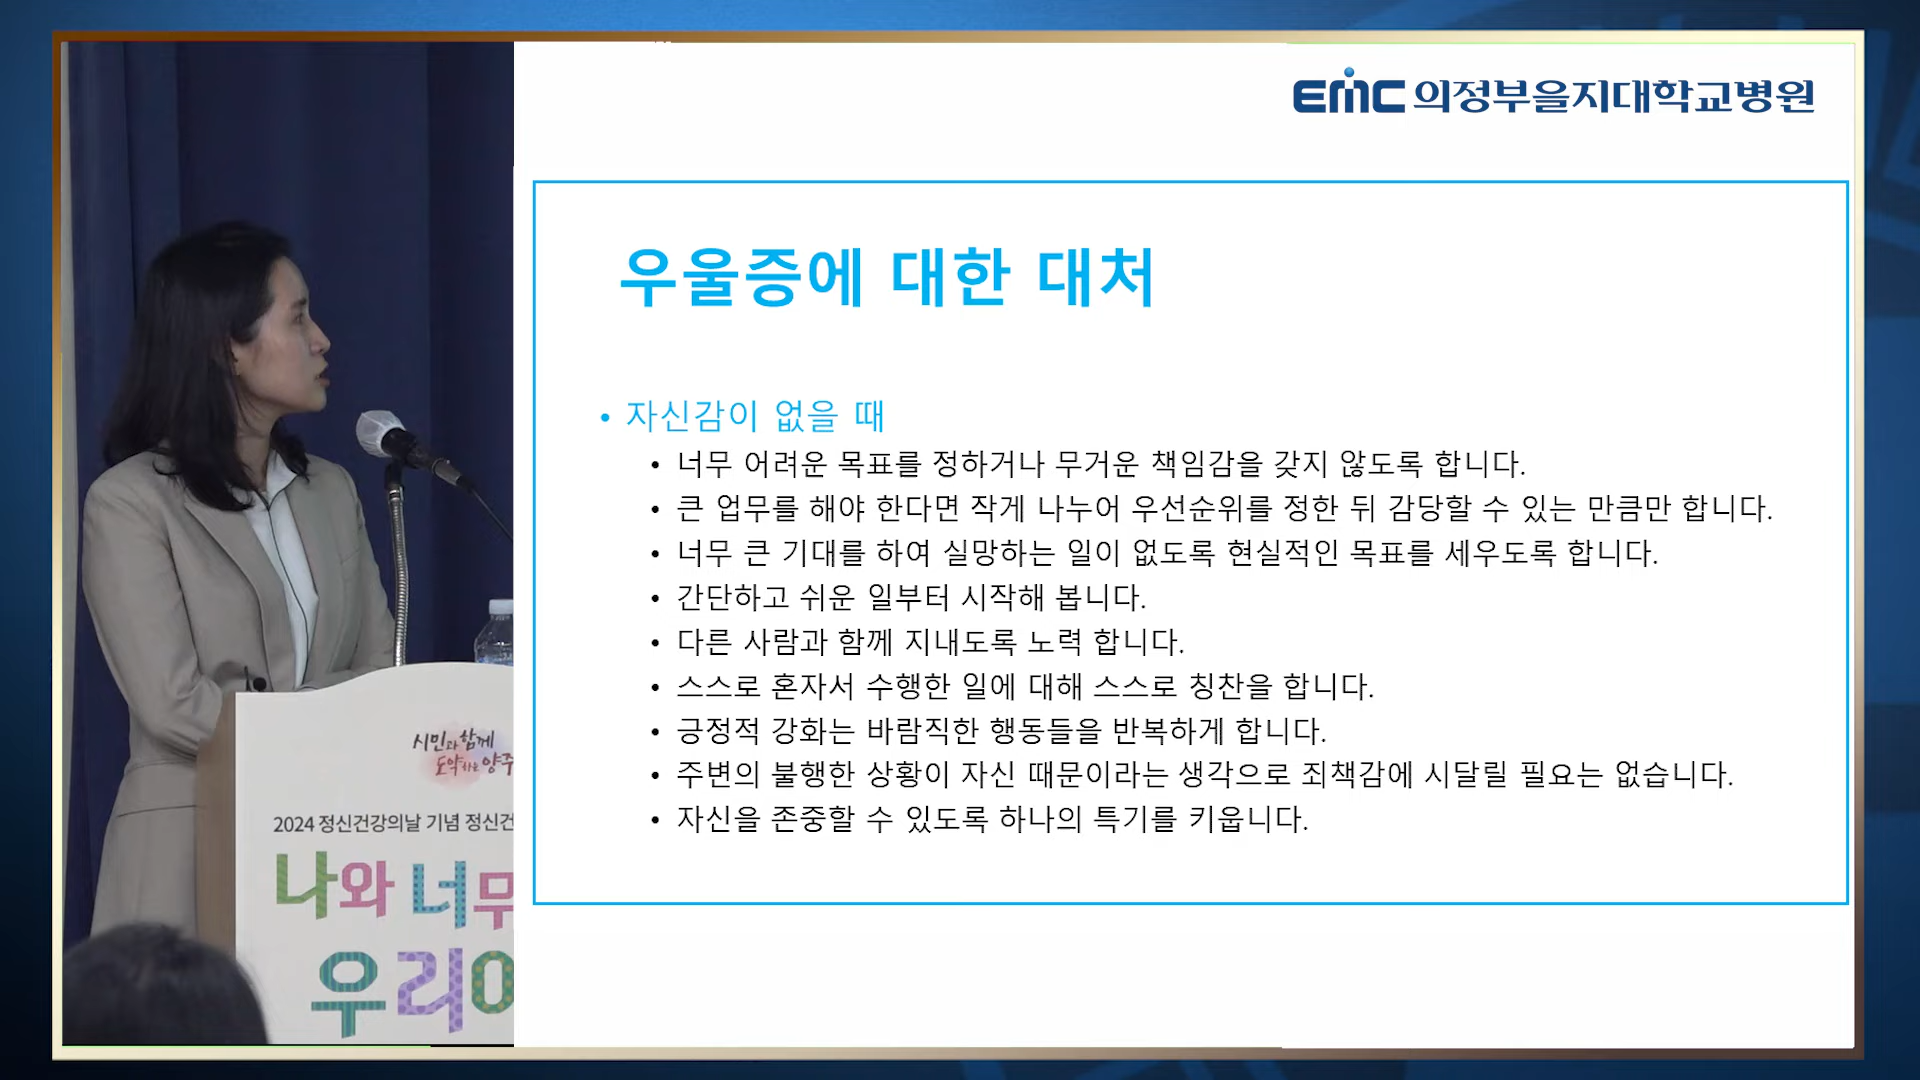 EMC 의정부을지대학교병원
우울증에 대한 대처
• 자신감이 없을 때
• 너무 어려운 목표를 정하거나 무거운 책임감을 갖지 않도록 합니다.
• 큰 업무를 해야 한다면 작게 나누어 우선순위를 정한 뒤 감당할 수 있는 만큼만 합니다.
• 너무 큰 기대를 하여 실망하는 일이 없도록 현실적인 목표를 세우도록 합니다.
• 간단하고 쉬운 일부터 시작해 봅니다.
• 다른 사람과 함께 지내도록 노력 합니다.
• 스스로 혼자서 수행한 일에 대해 스스로 칭찬을 합니다.
• 긍정적 강화는 바람직한 행동들을 반복하게 합니다.
• 주변의 불행한 상황이 자신 때문이라는 생각으로 죄책감에 시달릴 필요는 없습니다.
• 자신을 존중할 수 있도록 하나의 특기를 키웁니다.
시민과 함께
도약하는 양주
2024 정신건강의날 기념 정신건
나와 너무
우리